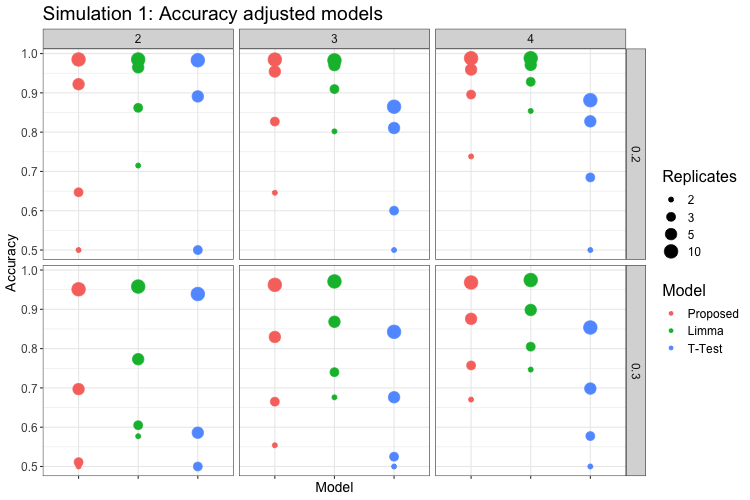 Simulation 1: Accuracy adjusted models
2
3
4
1.0
0.9
0.8
0.7
0.6
0.5
0.2
1.0
0.9
0.8
0.7
0.6
0.5
0.3
Accuracy
Model
Replicates
2
3
5
10
Model
Proposed
Limma
T-Test